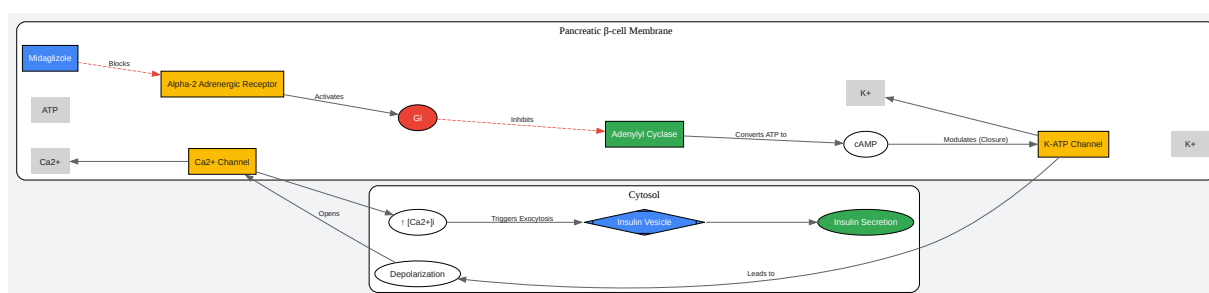 Pancreatic β-cell Membrane
Midaglizole
Blocks
Alpha-2 Adrenergic Receptor
Activates
Gi
Inhibits
Adenylyl Cyclase
Converts ATP to
cAMP
Modulates (Closure)
K-ATP Channel
K+
K+
ATP
Ca2+
Ca2+ Channel
Opens
Cytosol
↑ [Ca2+]i
Triggers Exocytosis
Insulin Vesicle
Insulin Secretion
Depolarization
Leads to